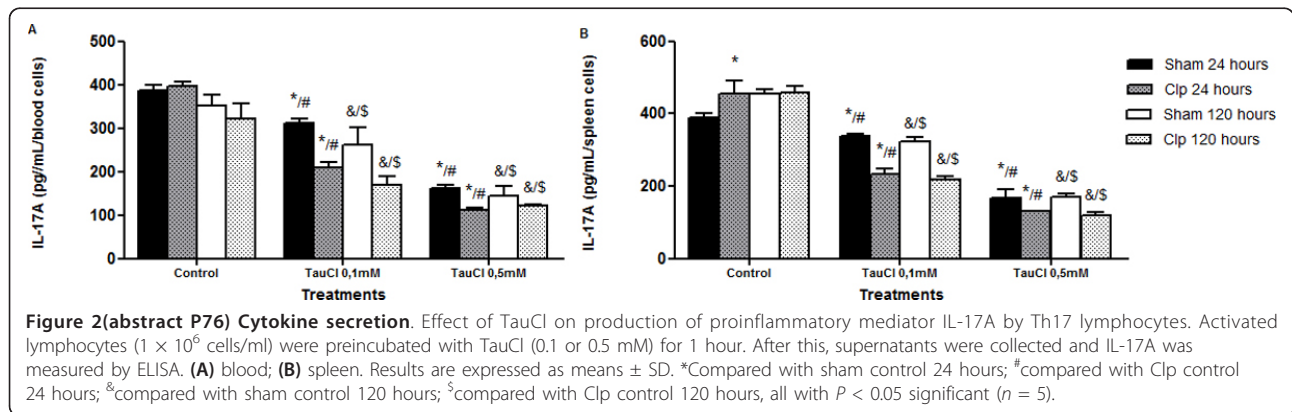 A
IL-17A (pg//mL/blood cells)
500
400
300
200
100
0
*/#
*/#
&/$
&/$
*/#
*/#
&/$
&/$
Control
TauCl 0,1mM
TauCl 0,5mM
Treatments
B
IL-17A (pg/mL/spleen cells)
600
400
200
0
*
*/#
*/#
&/$
&/$
*/#
*/#
&/$
&/$
Control
TauCl 0,1mM
TauCl 0,5mM
Treatments
Sham 24 hours
Clp 24 hours
Sham 120 hours
Clp 120 hours
Figure 2(abstract P76) Cytokine secretion. Effect of TauCl on production of proinflammatory mediator IL-17A by Th17 lymphocytes. Activated
lymphocytes (1 × 10⁶ cells/ml) were preincubated with TauCl (0.1 or 0.5 mM) for 1 hour. After this, supernatants were collected and IL-17A was
measured by ELISA. (A) blood; (B) spleen. Results are expressed as means ± SD. *Compared with sham control 24 hours; #compared with Clp control
24 hours; &compared with sham control 120 hours; $compared with Clp control 120 hours, all with P < 0.05 significant (n = 5).